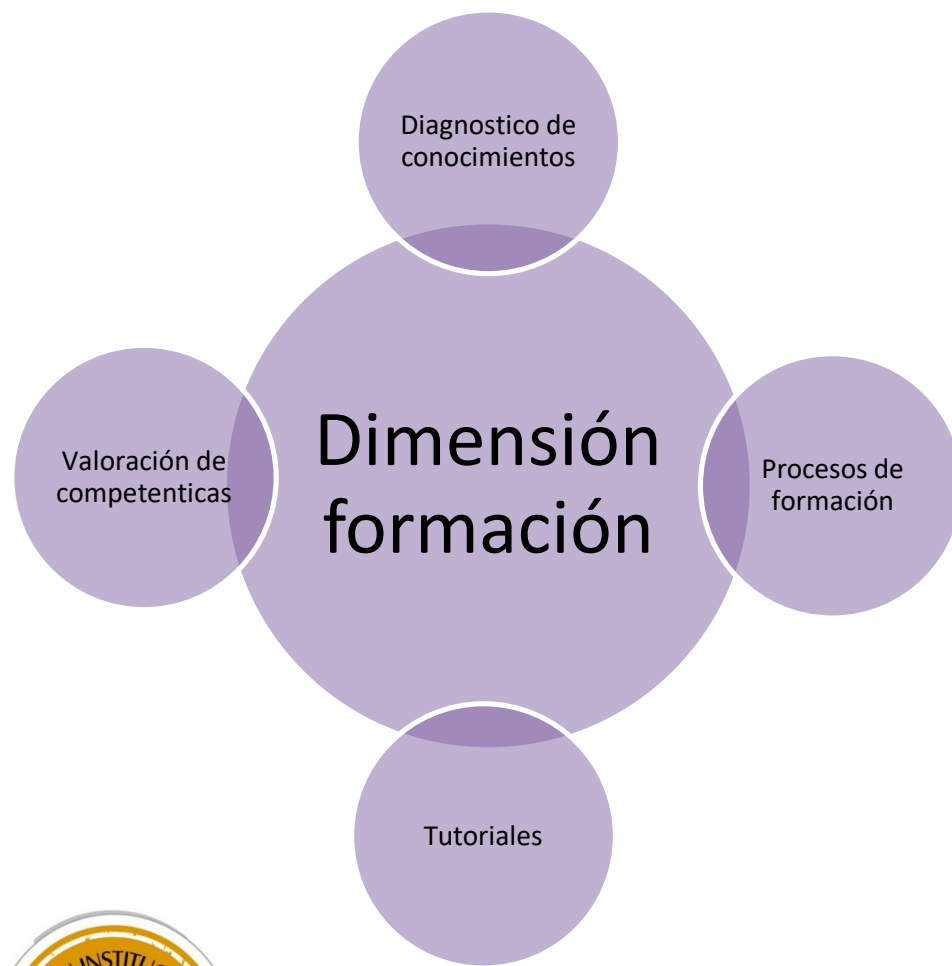 Diagnostico de
conocimientos
Dimensión
formación
Valoración de
competenticas
Procesos de
formación
Tutoriales